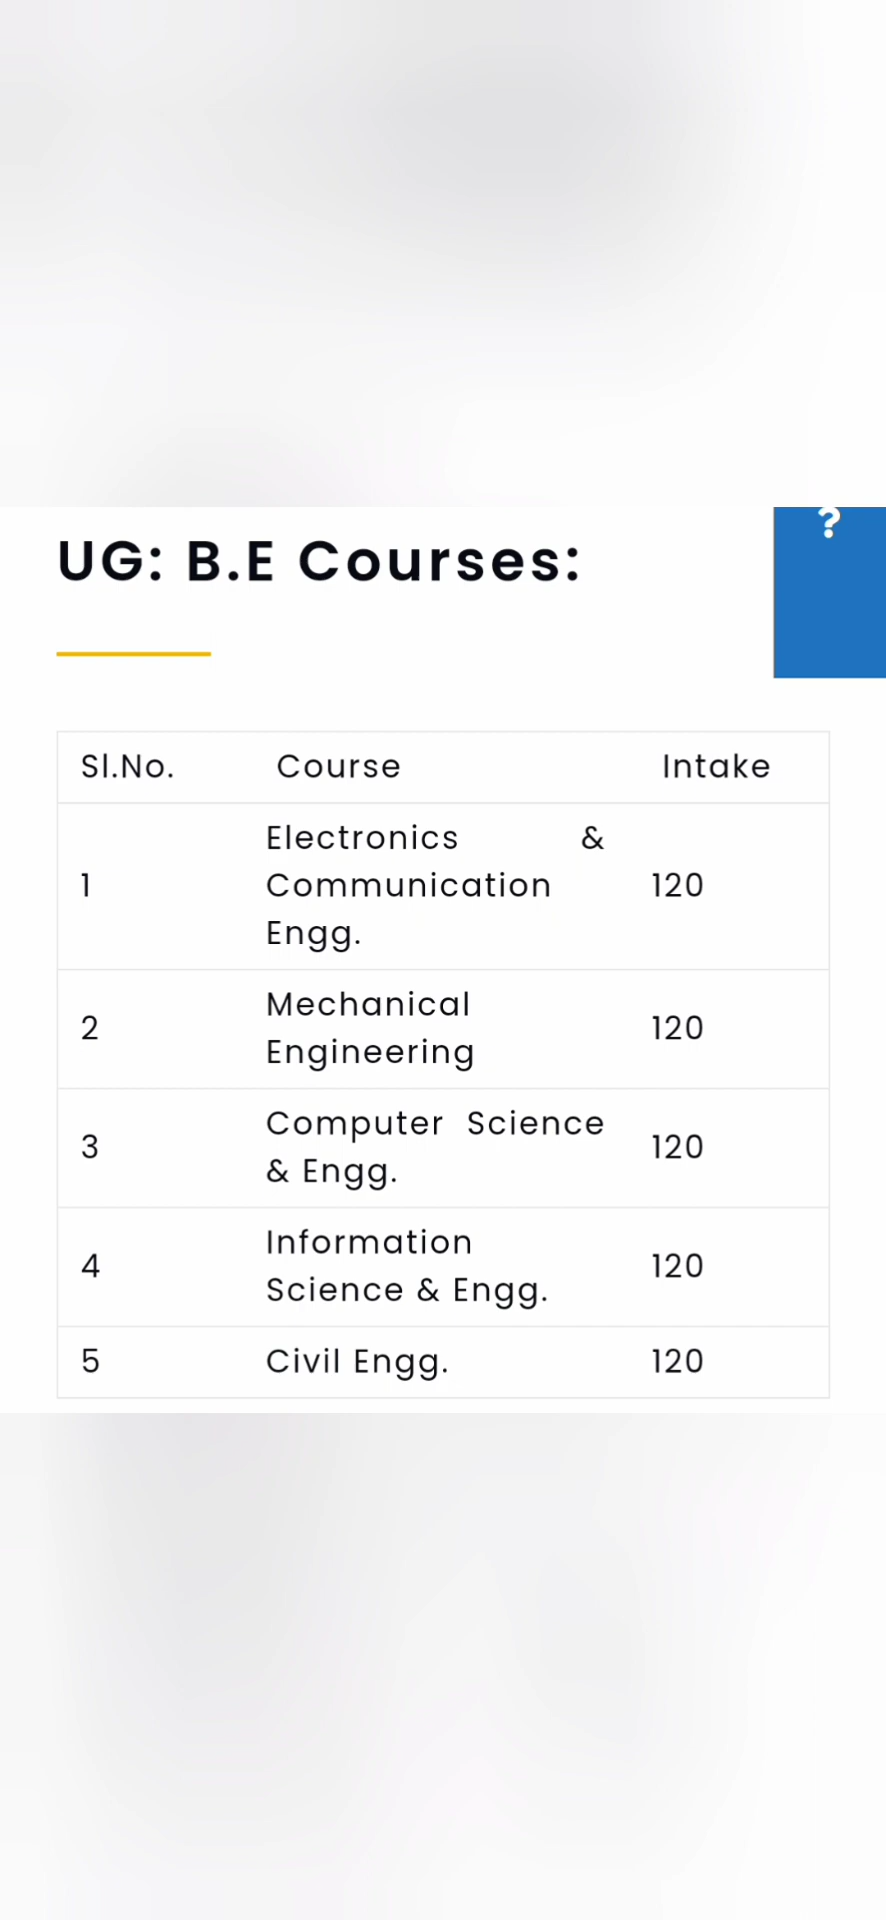 ?
UG: B.E Courses:
Sl.No. Course Intake
Electronics &
1 Communication 120
Engg.
Mechanical
2 120
Engineering
Computer Science
3 120
& Engg.
Information
4 120
Science & Engg.
5 Civil Engg. 120